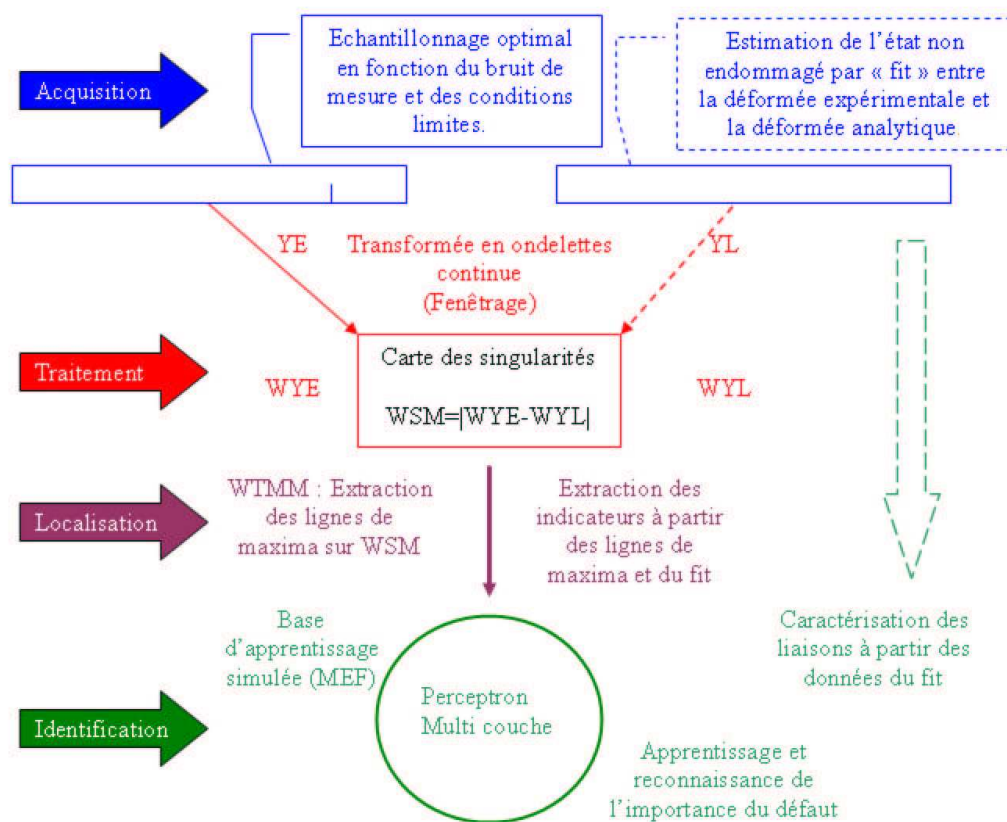 Acquisition
Echantillonnage optimal
en fonction du bruit de
mesure et des conditions
limites.
Estimation de l'état non
endommagé par « fit » entre
la déformée expérimentale et
la déformée analytique
YE
Transformée en ondelettes
continue
(Fenêtrage)
YL
Traitement
WYE
Carte des singularités
WSM=|WYE-WYL|
WYL
Localisation
WTMM : Extraction
des lignes de
maxima sur WSM
Extraction des
indicateurs à partir
des lignes de
maxima et du fit
Base
d'apprentissage
simulée (MEF)
Caractérisation des
liaisons à partir des
données du fit
Identification
Perceptron
Multi couche
Apprentissage et
reconnaissance de
l'importance du défaut